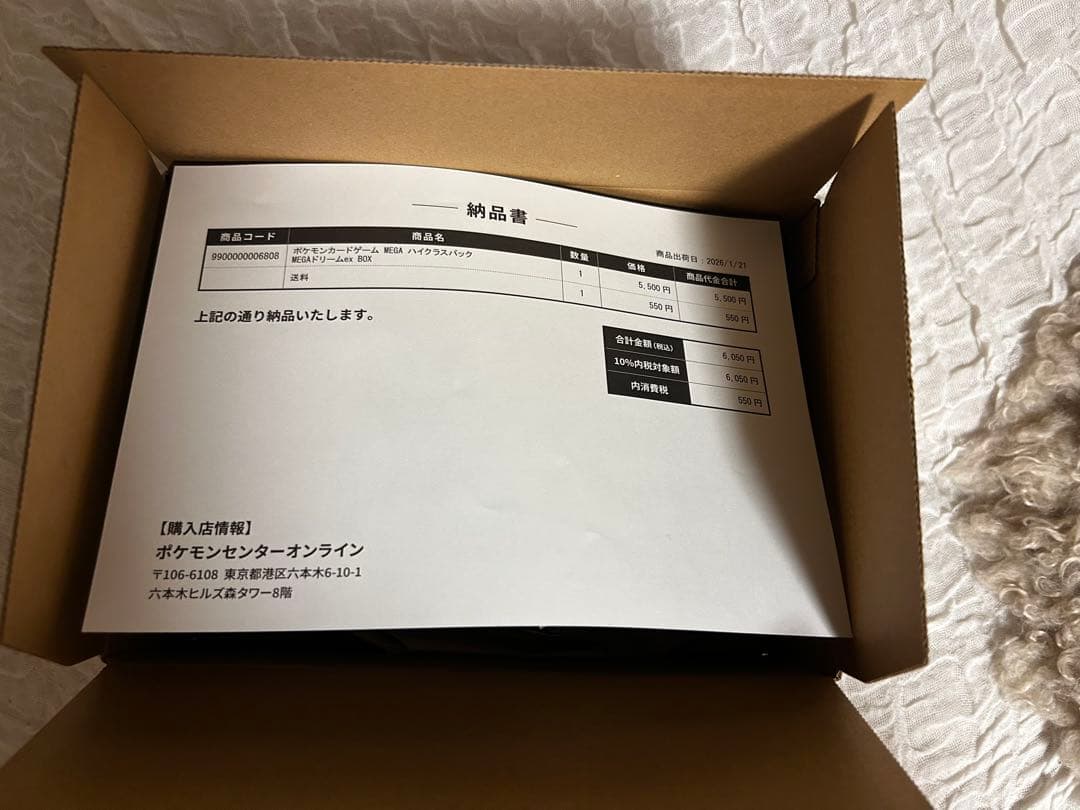 納品書
商品出荷日：2026/1/21
商品コード 商品名 数量 価格 商品代金合計
9900000006808 ポケモンカードゲーム MEGA ハイクラスパック
MEGAドリームex BOX 1 5,500 円 5,500 円
送料 1 550 円 550 円
上記の通り納品いたします。
合計金額(税込) 6,050 円
10%内税対象額 6,050 円
内消費税 550 円
【購入店情報】
ポケモンセンターオンライン
〒106-6108 東京都港区六本木6-10-1
六本木ヒルズ森タワー8階